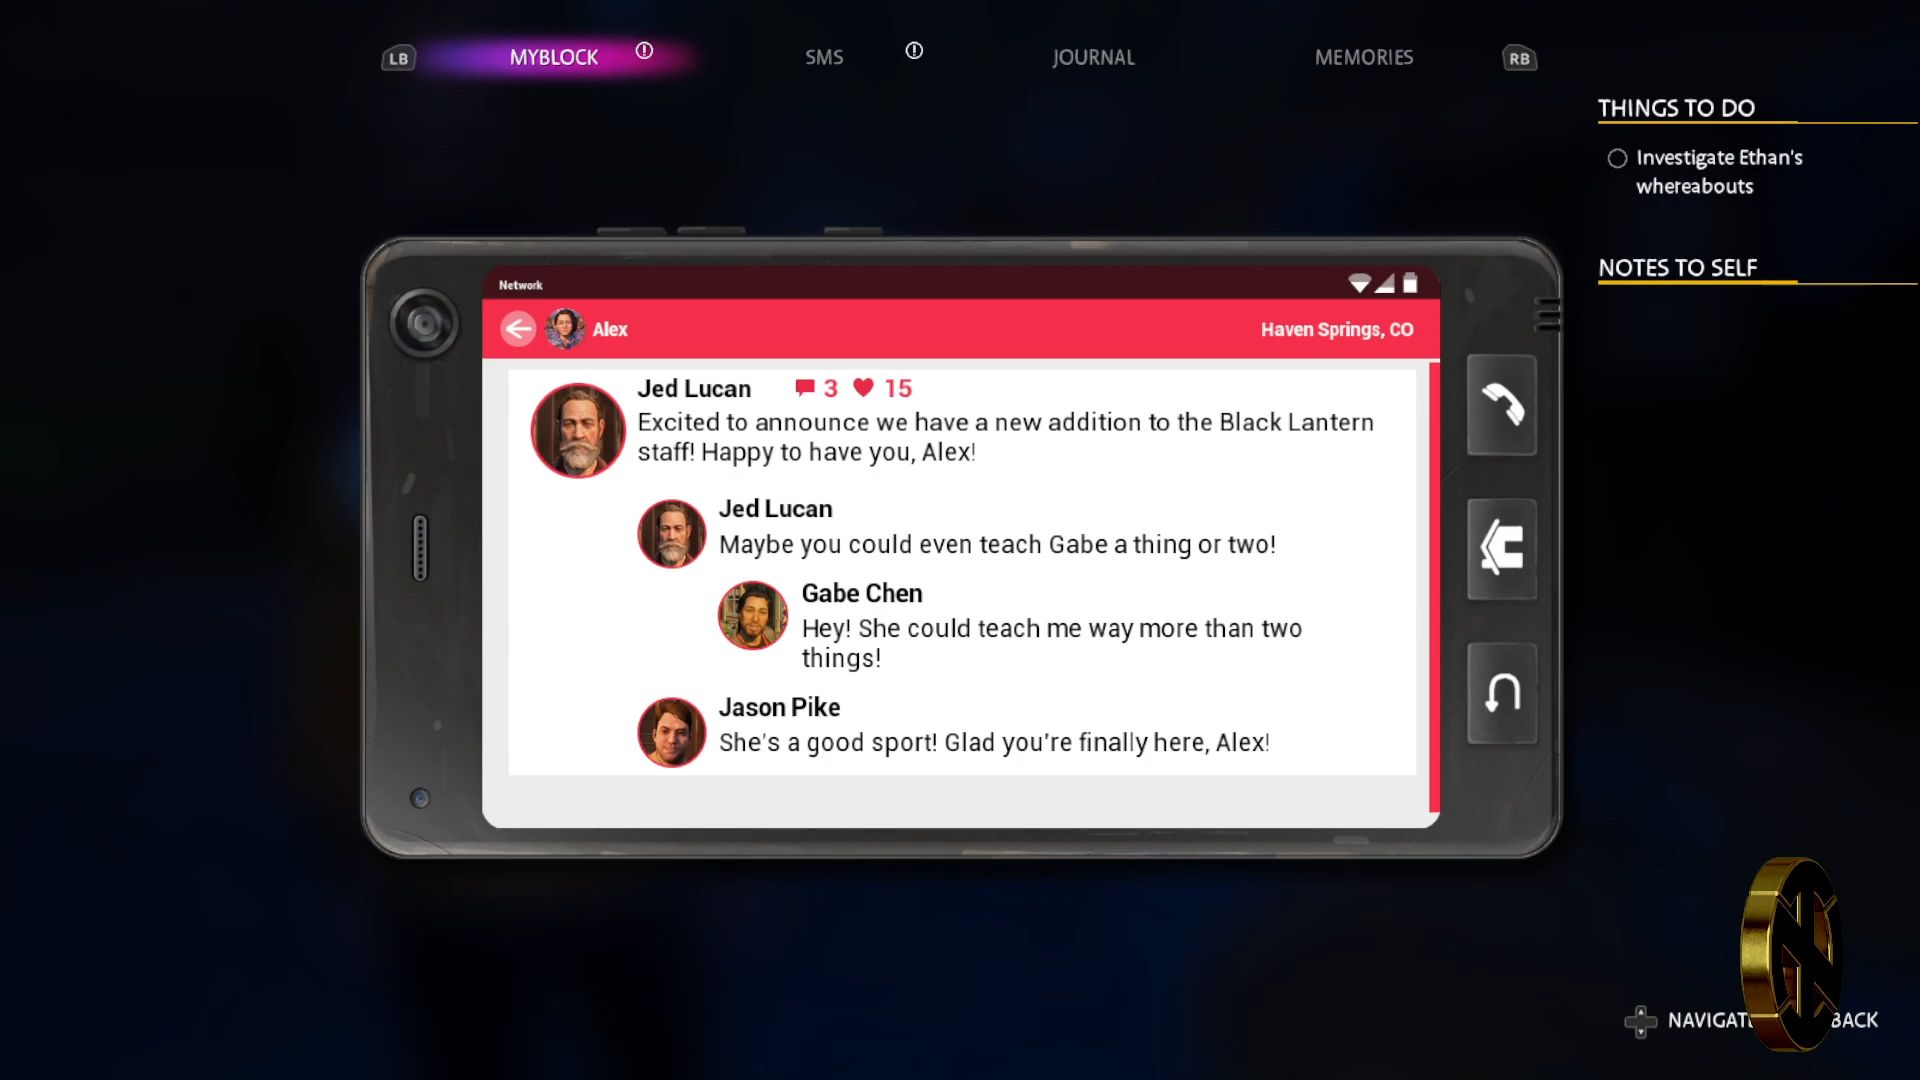 LB
MYBLOCK
SMS
JOURNAL
MEMORIES
RB
THINGS TO DO
Investigate Ethan's
whereabouts
NOTES TO SELF
Network
Alex
Haven Springs, CO
Jed Lucan
3
15
Excited to announce we have a new addition to the Black Lantern
staff! Happy to have you, Alex!
Jed Lucan
Maybe you could even teach Gabe a thing or two!
Gabe Chen
Hey! She could teach me way more than two
things!
Jason Pike
She's a good sport! Glad you're finally here, Alex!
BACK